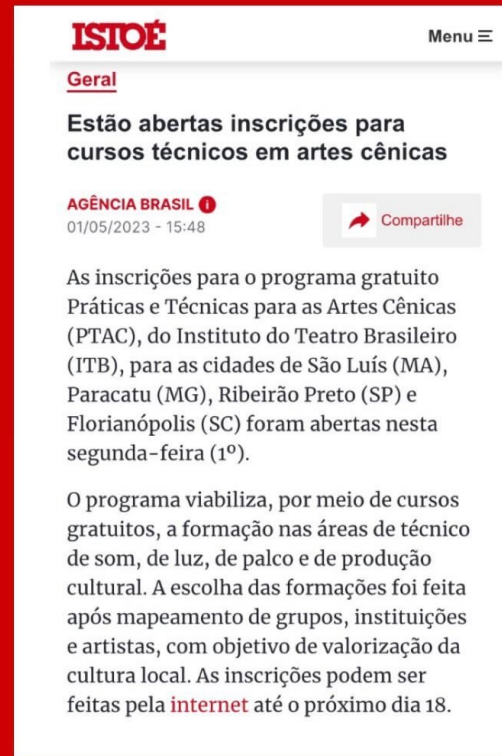 ISTOÉ
Menu
Geral
Estão abertas inscrições para
cursos técnicos em artes cênicas
AGÊNCIA BRASIL i
01/05/2023 - 15:48
Compartilhe
As inscrições para o programa gratuito
Práticas e Técnicas para as Artes Cênicas
(PTAC), do Instituto do Teatro Brasileiro
(ITB), para as cidades de São Luís (MA),
Paracatu (MG), Ribeirão Preto (SP) e
Florianópolis (SC) foram abertas nesta
segunda-feira (1º).
O programa viabiliza, por meio de cursos
gratuitos, a formação nas áreas de técnico
de som, de luz, de palco e de produção
cultural. A escolha das formações foi feita
após mapeamento de grupos, instituições
e artistas, com objetivo de valorização da
cultura local. As inscrições podem ser
feitas pela internet até o próximo dia 18.